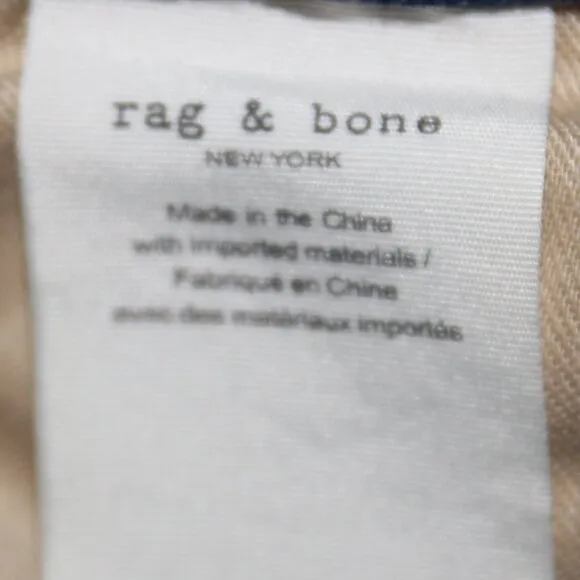 rag & bone
NEW YORK
Made in the China
with imported materials /
Fabriqué en Chine
avec des matériaux importés